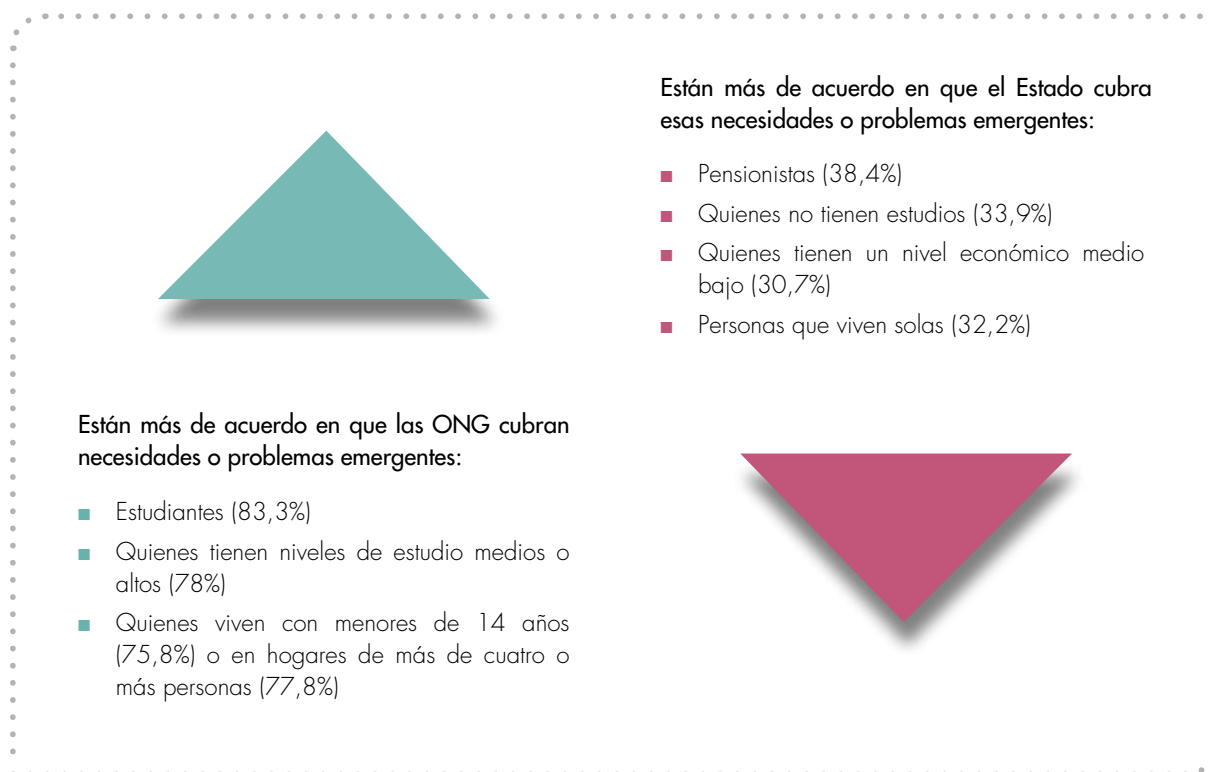 Están más de acuerdo en que el Estado cubra
esas necesidades o problemas emergentes:
■ Pensionistas (38,4%)
■ Quienes no tienen estudios (33,9%)
■ Quienes tienen un nivel económico medio
bajo (30,7%)
■ Personas que viven solas (32,2%)
Están más de acuerdo en que las ONG cubran
necesidades o problemas emergentes:
■ Estudiantes (83,3%)
■ Quienes tienen niveles de estudio medios o
altos (78%)
■ Quienes viven con menores de 14 años
(75,8%) o en hogares de más de cuatro o
más personas (77,8%)